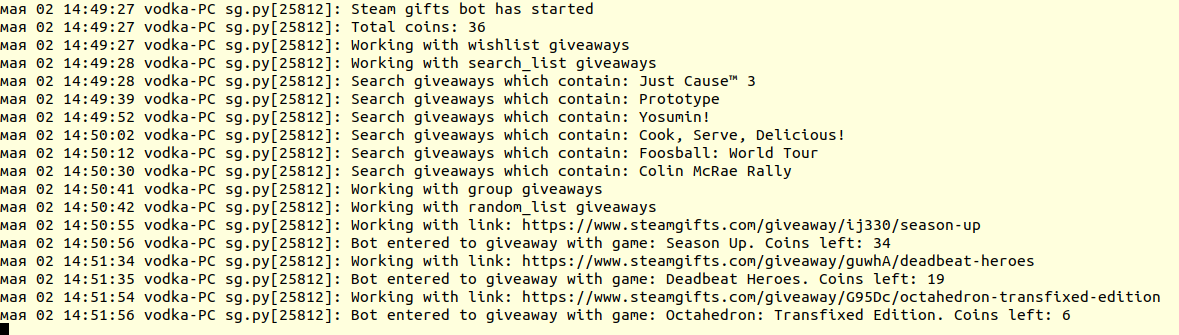 мая 02 14:49:27 vodka-PC sg.py[25812]: Steam gifts bot has started
мая 02 14:49:27 vodka-PC sg.py[25812]: Total coins: 36
мая 02 14:49:27 vodka-PC sg.py[25812]: Working with wishlist giveaways
мая 02 14:49:28 vodka-PC sg.py[25812]: Working with search_list giveaways
мая 02 14:49:28 vodka-PC sg.py[25812]: Search giveaways which contain: Just Cause™ 3
мая 02 14:49:39 vodka-PC sg.py[25812]: Search giveaways which contain: Prototype
мая 02 14:49:52 vodka-PC sg.py[25812]: Search giveaways which contain: Yosumin!
мая 02 14:50:02 vodka-PC sg.py[25812]: Search giveaways which contain: Cook, Serve, Delicious!
мая 02 14:50:12 vodka-PC sg.py[25812]: Search giveaways which contain: Foosball: World Tour
мая 02 14:50:30 vodka-PC sg.py[25812]: Search giveaways which contain: Colin McRae Rally
мая 02 14:50:41 vodka-PC sg.py[25812]: Working with group giveaways
мая 02 14:50:42 vodka-PC sg.py[25812]: Working with random_list giveaways
мая 02 14:50:55 vodka-PC sg.py[25812]: Working with link: https://www.steamgifts.com/giveaway/ij330/season-up
мая 02 14:50:56 vodka-PC sg.py[25812]: Bot entered to giveaway with game: Season Up. Coins left: 34
мая 02 14:51:34 vodka-PC sg.py[25812]: Working with link: https://www.steamgifts.com/giveaway/guwhA/deadbeat-heroes
мая 02 14:51:35 vodka-PC sg.py[25812]: Bot entered to giveaway with game: Deadbeat Heroes. Coins left: 19
мая 02 14:51:54 vodka-PC sg.py[25812]: Working with link: https://www.steamgifts.com/giveaway/G95Dc/octahedron-transfixed-edition
мая 02 14:51:56 vodka-PC sg.py[25812]: Bot entered to giveaway with game: Octahedron: Transfixed Edition. Coins left: 6